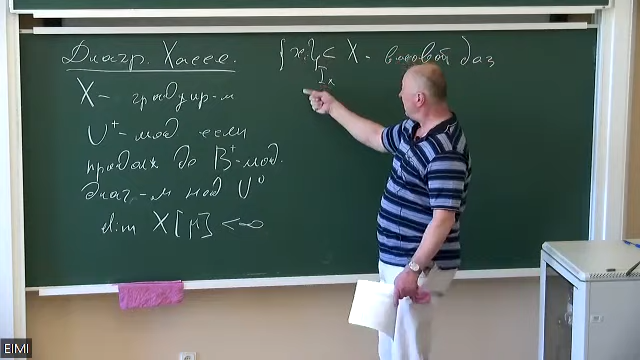 Диагр. Хассе.
X - градуир-й
U⁺-мод если
продолж до B⁺-мод.
диаг-м над U⁰
dim X[μ] < ∞
{x_i}_{I_X} ⊂ X - весовой баз
EIMI